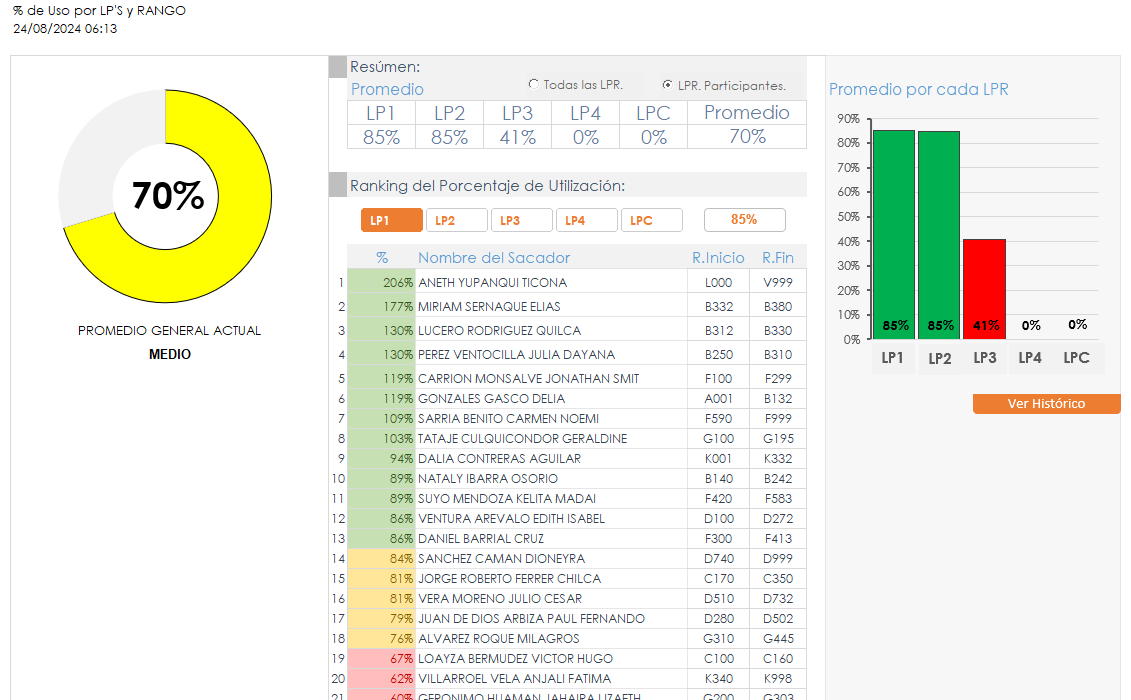 % de Uso por LP'S y RANGO
24/08/2024 06:13
70%
PROMEDIO GENERAL ACTUAL
MEDIO
Resúmen:
Promedio
Todas las LPR. LPR. Participantes.
LP1 LP2 LP3 LP4 LPC Promedio
85% 85% 41% 0% 0% 70%
Ranking del Porcentaje de Utilización:
LP1 LP2 LP3 LP4 LPC 85%
% Nombre del Sacador R.Inicio R.Fin
1 206% ANETH YUPANQUI TICONA L000 V999
2 177% MIRIAM SERNAQUE ELIAS B332 B380
3 130% LUCERO RODRIGUEZ QUILCA B312 B330
4 130% PEREZ VENTOCILLA JULIA DAYANA B250 B310
5 119% CARRION MONSALVE JONATHAN SMIT F100 F299
6 119% GONZALES GASCO DELIA A001 B132
7 109% SARRIA BENITO CARMEN NOEMI F590 F999
8 103% TATAJE CULQUICONDOR GERALDINE G100 G195
9 94% DALIA CONTRERAS AGUILAR K001 K332
10 89% NATALY IBARRA OSORIO B140 B242
11 89% SUYO MENDOZA KELITA MADAI F420 F583
12 86% VENTURA AREVALO EDITH ISABEL D100 D272
13 86% DANIEL BARRIAL CRUZ F300 F413
14 84% SANCHEZ CAMAN DIONEYRA D740 D999
15 81% JORGE ROBERTO FERRER CHILCA C170 C350
16 81% VERA MORENO JULIO CESAR D510 D732
17 79% JUAN DE DIOS ARBIZA PAUL FERNANDO D280 D502
18 76% ALVAREZ ROQUE MILAGROS G310 G445
19 67% LOAYZA BERMUDEZ VICTOR HUGO C100 C160
20 62% VILLARROEL VELA ANJALI FATIMA K340 K998
21 60% GERONIMO HUAMAN JAHAIRA LIZAETH G200 G303
Promedio por cada LPR
90%
80%
70%
60%
50%
40%
30%
20%
10%
0%
85% 85% 41% 0% 0%
LP1 LP2 LP3 LP4 LPC
Ver Histórico